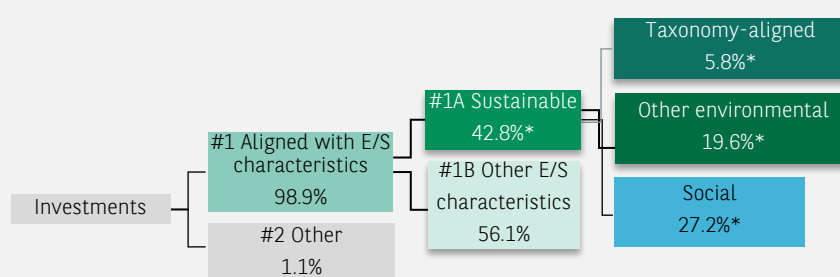 Investments
#1 Aligned with E/S
characteristics
98.9%
#2 Other
1.1%
#1A Sustainable
42.8%*
#1B Other E/S
characteristics
56.1%
Taxonomy-aligned
5.8%*
Other environmental
19.6%*
Social
27.2%*